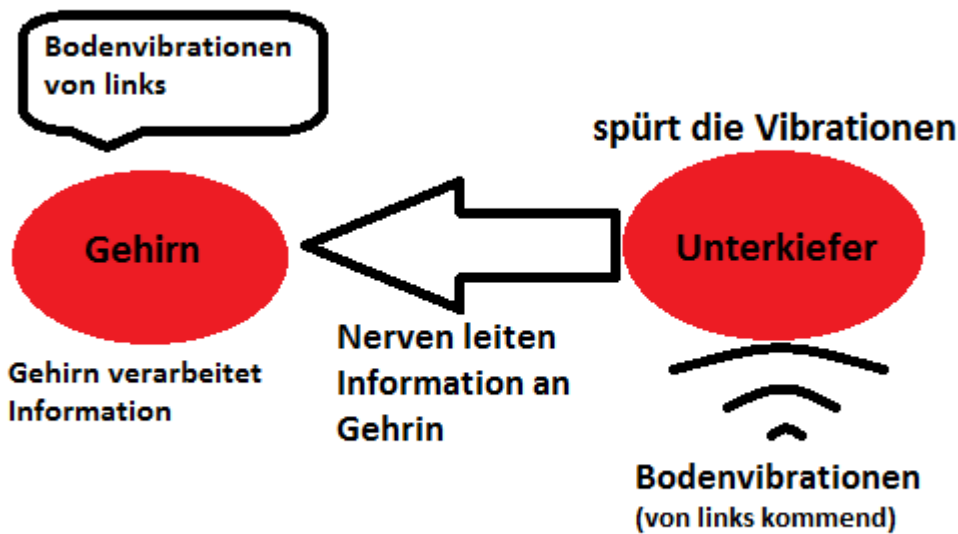 Bodenvibrationen
von links
spürt die Vibrationen
Gehirn
Unterkiefer
Nerven leiten
Information an
Gehrin
Gehirn verarbeitet
Information
Bodenvibrationen
(von links kommend)